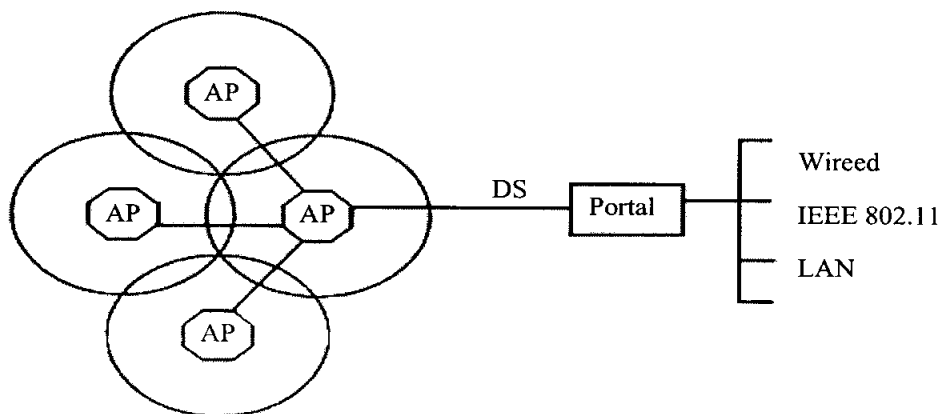 AP
AP
AP
AP
DS
Portal
Wireed
IEEE 802.11
LAN